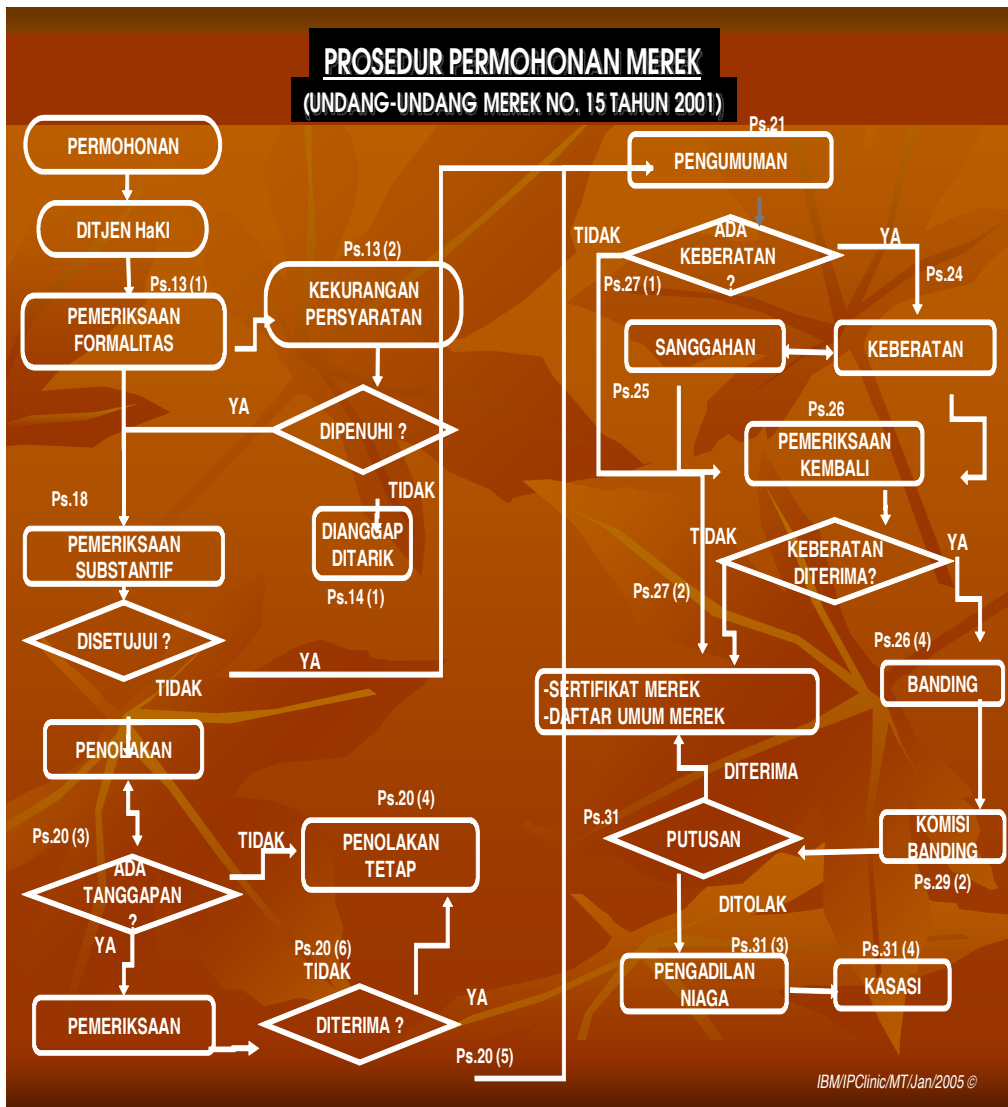 PROSEDUR PERMOHONAN MEREK
(UNDANG-UNDANG MEREK NO. 15 TAHUN 2001)
PERMOHONAN
DITJEN HaKI
Ps.13 (1)
PEMERIKSAAN
FORMALITAS
Ps.13 (2)
KEKURANGAN
PERSYARATAN
YA
DIPENUHI ?
TIDAK
DIANGGAP
DITARIK
Ps.14 (1)
Ps.18
PEMERIKSAAN
SUBSTANTIF
DISETUJUI ?
YA
TIDAK
PENOLAKAN
Ps.20 (3)
ADA
TANGGAPAN
?
TIDAK
Ps.20 (4)
PENOLAKAN
TETAP
YA
PEMERIKSAAN
Ps.20 (6)
TIDAK
DITERIMA ?
YA
Ps.20 (5)
Ps.21
PENGUMUMAN
TIDAK
ADA
KEBERATAN
?
YA
Ps.27 (1)
Ps.24
SANGGAHAN
KEBERATAN
Ps.25
Ps.26
PEMERIKSAAN
KEMBALI
TIDAK
KEBERATAN
DITERIMA?
YA
Ps.27 (2)
Ps.26 (4)
BANDING
-SERTIFIKAT MEREK
-DAFTAR UMUM MEREK
DITERIMA
Ps.31
PUTUSAN
KOMISI
BANDING
Ps.29 (2)
DITOLAK
Ps.31 (3)
PENGADILAN
NIAGA
Ps.31 (4)
KASASI
IBM/IPClinic/MT/Jan/2005 ©